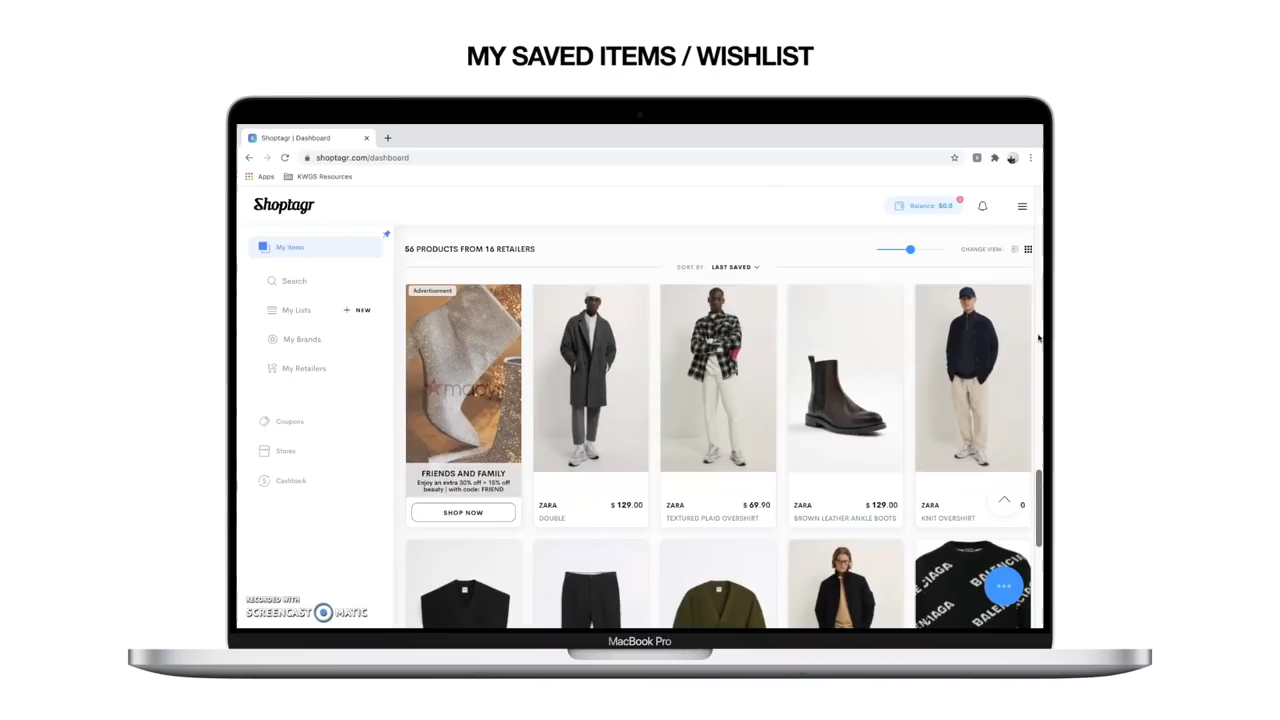 MY SAVED ITEMS / WISHLIST
Shoptagr | Dashboard
shoptagr.com/dashboard
Apps
KWGS Resources
Shoptagr
Balance: $0.0
My Items
56 PRODUCTS FROM 16 RETAILERS
CHANGE VIEW:
SORT BY LAST SAVED
Search
My Lists
+ NEW
My Brands
My Retailers
Coupons
Stores
Cashback
Advertisement
macys
FRIENDS AND FAMILY
Enjoy an extra 30% off + 15% off
beauty | with code: FRIEND
SHOP NOW
ZARA $ 129.00
DOUBLE
ZARA $ 69.90
TEXTURED PLAID OVERSHIRT
ZARA $ 129.00
BROWN LEATHER ANKLE BOOTS
ZARA 0
KNIT OVERSHIRT
BALENCIAGA
RECORDED WITH
SCREENCAST MATIC
MacBook Pro